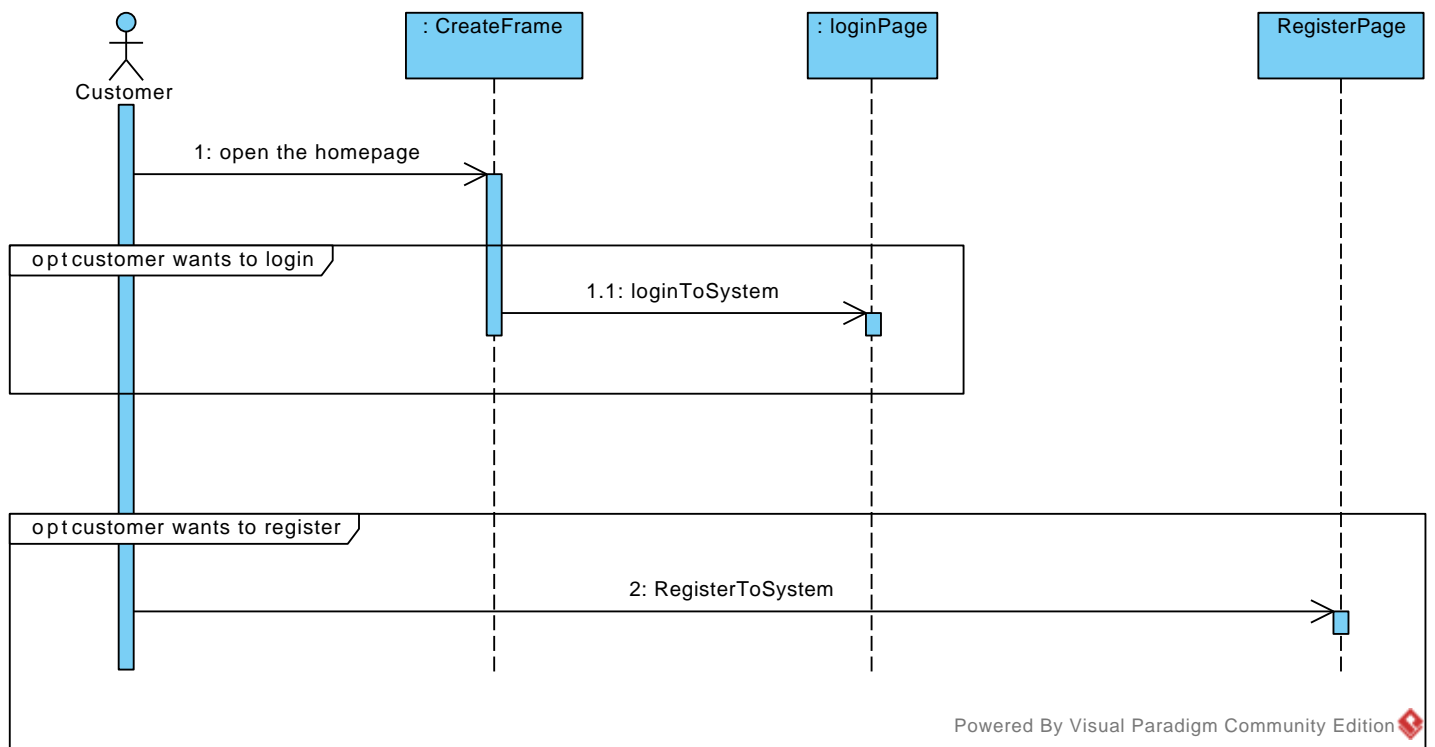 : CreateFrame
: loginPage
RegisterPage
Customer
1: open the homepage
opt customer wants to login
1.1: loginToSystem
opt customer wants to register
2: RegisterToSystem
Powered By Visual Paradigm Community Edition